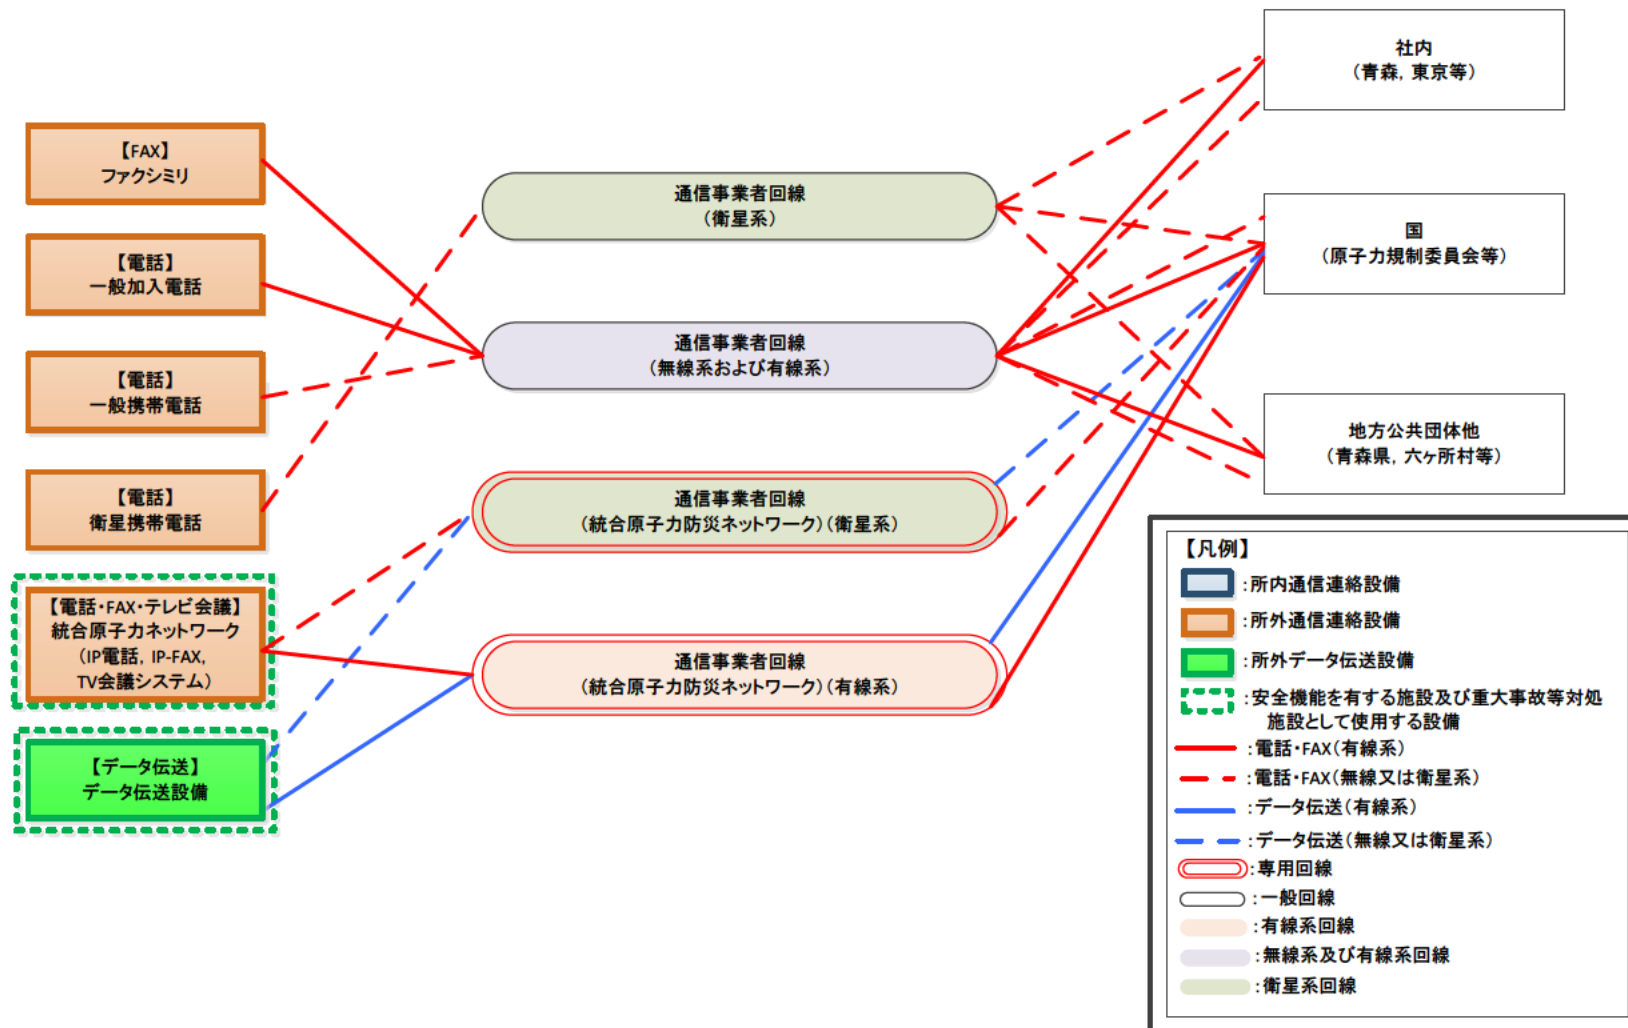 【FAX】
ファクシミリ
【電話】
一般加入電話
【電話】
一般携帯電話
【電話】
衛星携帯電話
【電話・FAX・テレビ会議】
統合原子力ネットワーク
（IP電話，IP-FAX，
TV会議システム）
【データ伝送】
データ伝送設備
通信事業者回線
（衛星系）
通信事業者回線
（無線系および有線系）
通信事業者回線
（統合原子力防災ネットワーク）（衛星系）
通信事業者回線
（統合原子力防災ネットワーク）（有線系）
社内
（青森，東京等）
国
（原子力規制委員会等）
地方公共団体他
（青森県，六ヶ所村等）
【凡例】
：所内通信連絡設備
：所外通信連絡設備
：所外データ伝送設備
：安全機能を有する施設及び重大事故等対処
施設として使用する設備
：電話・FAX（有線系）
：電話・FAX（無線又は衛星系）
：データ伝送（有線系）
：データ伝送（無線又は衛星系）
：専用回線
：一般回線
：有線系回線
：無線系及び有線系回線
：衛星系回線